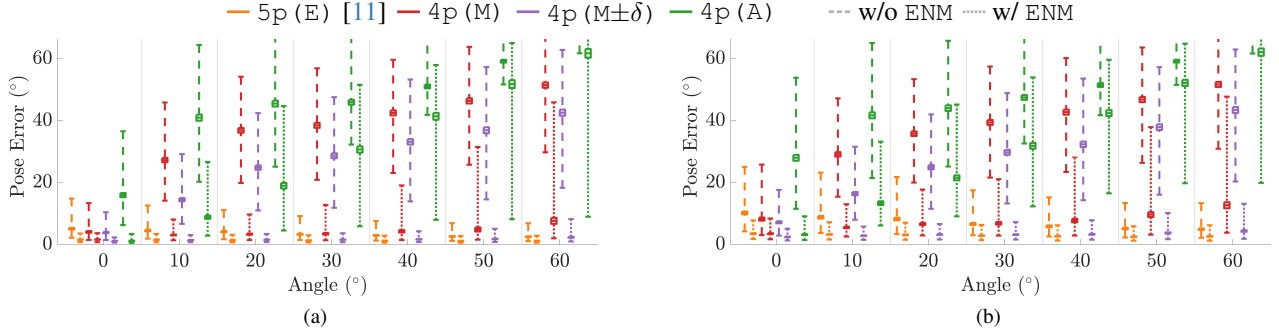 5p(E) [11] 4p(M) 4p(M±δ) 4p(A) w/o ENM w/ ENM
60
40
20
0
Pose Error (°)
0 10 20 30 40 50 60
Angle (°)
(a)
60
40
20
0
Pose Error (°)
0 10 20 30 40 50 60
Angle (°)
(b)